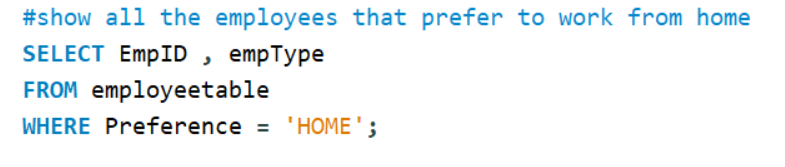 #show all the employees that prefer to work from home
SELECT EmpID , empType
FROM employeetable
WHERE Preference = 'HOME';